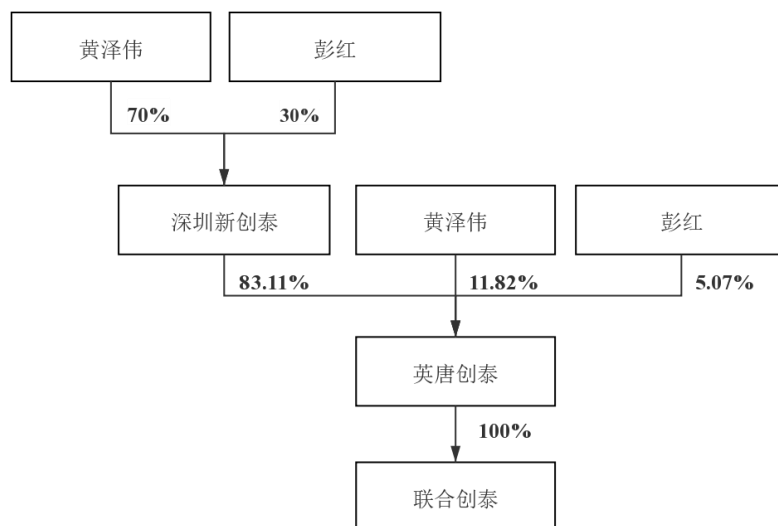 黄泽伟
彭红
70%
30%
深圳新创泰
黄泽伟
彭红
83.11%
11.82%
5.07%
英唐创泰
100%
联合创泰